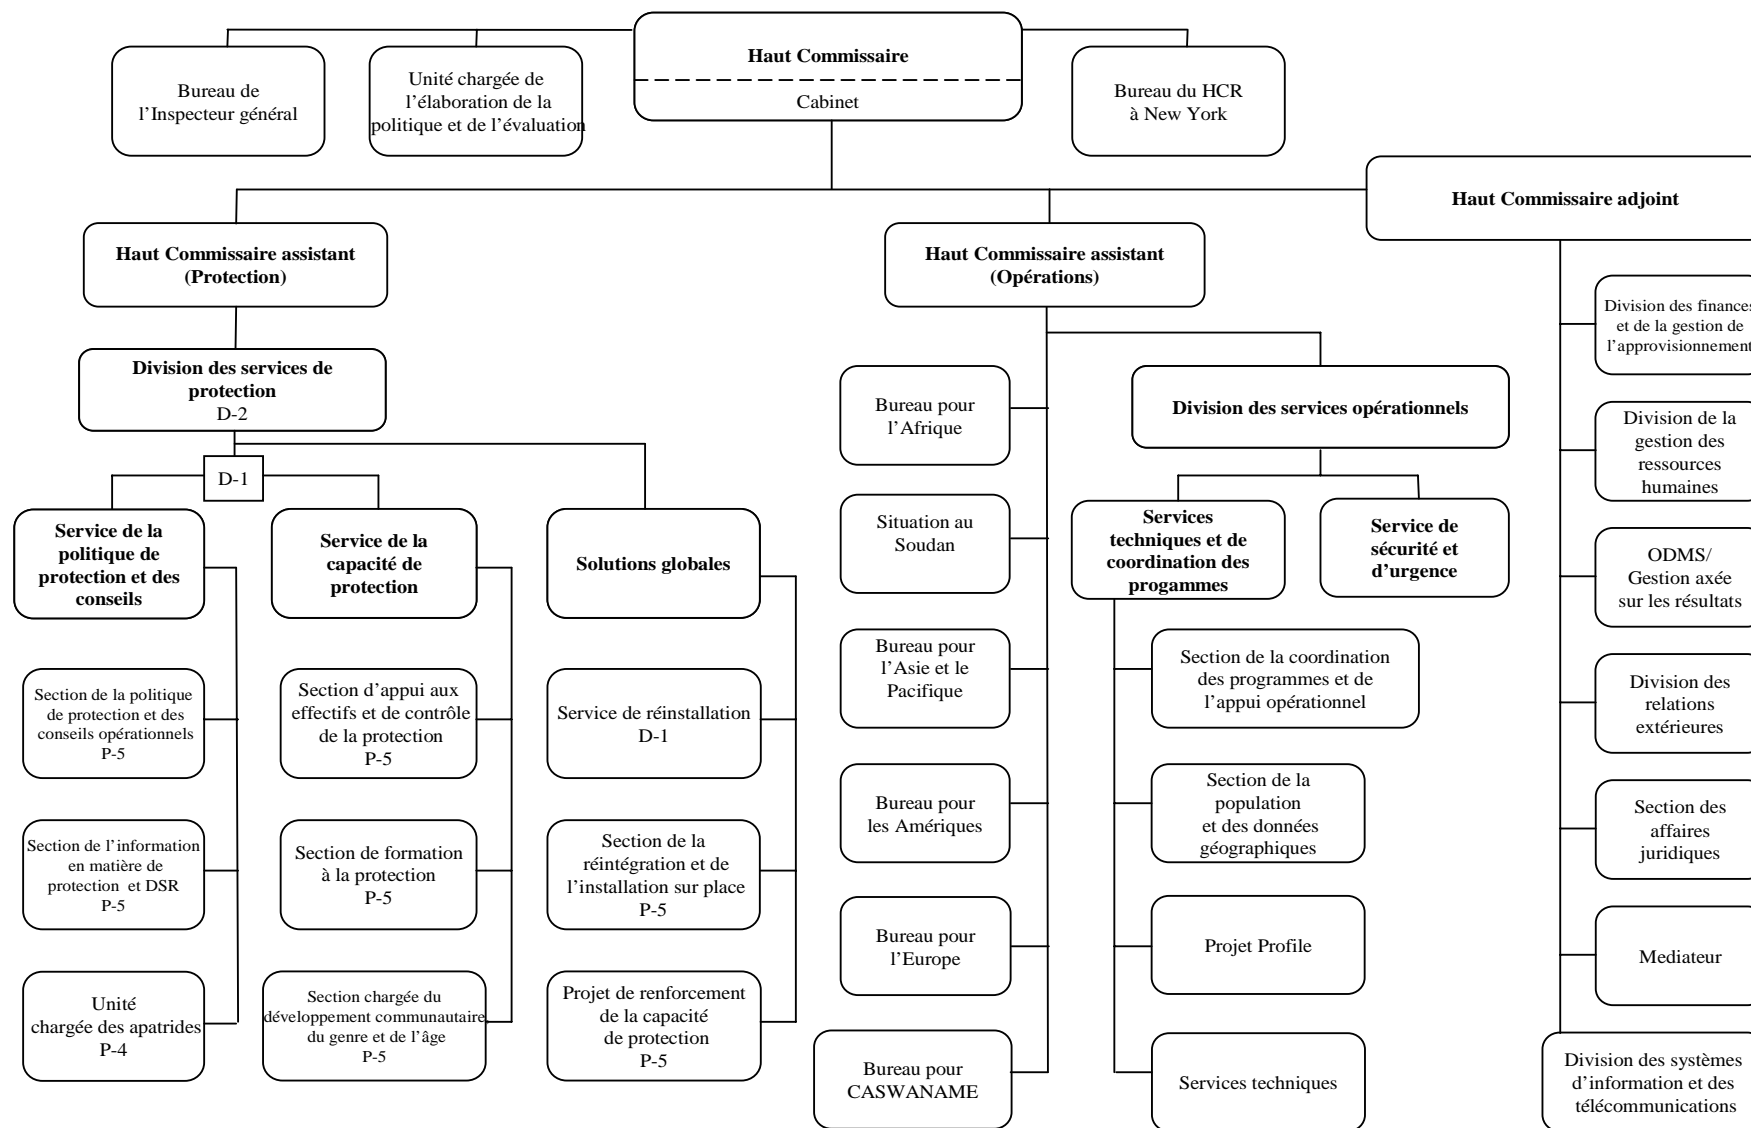 Haut Commissaire
Cabinet
Bureau de
l’Inspecteur général
Unité chargée de
l’élaboration de la
politique et de l’évaluation
Bureau du HCR
à New York
Haut Commissaire adjoint
Haut Commissaire assistant
(Protection)
Haut Commissaire assistant
(Opérations)
Division des services de
protection
D-2
D-1
Service de la
politique de
protection et des
conseils
Section de la politique
de protection et des
conseils opérationnels
P-5
Section de l’information
en matière de
protection et DSR
P-5
Unité
chargée des apatrides
P-4
Service de la
capacité de
protection
Section d’appui aux
effectifs et de contrôle
de la protection
P-5
Section de formation
à la protection
P-5
Section chargée du
développement communautaire
du genre et de l’âge
P-5
Solutions globales
Service de réinstallation
D-1
Section de la
réintégration et de
l’installation sur place
P-5
Projet de renforcement
de la capacité
de protection
P-5
Bureau pour
l’Afrique
Situation au
Soudan
Bureau pour
l’Asie et le
Pacifique
Bureau pour
les Amériques
Bureau pour
l’Europe
Bureau pour
CASWANAME
Division des services opérationnels
Services
techniques et de
coordination des
progammes
Service de
sécurité et
d’urgence
Section de la coordination
des programmes et de
l’appui opérationnel
Section de la
population
et des données
géographiques
Projet Profile
Services techniques
Division des finances
et de la gestion de
l’approvisionnement
Division de la
gestion des
ressources
humaines
ODMS/
Gestion axée
sur les résultats
Division des
relations
extérieures
Section des
affaires
juridiques
Mediateur
Division des systèmes
d’information et des
télécommunications